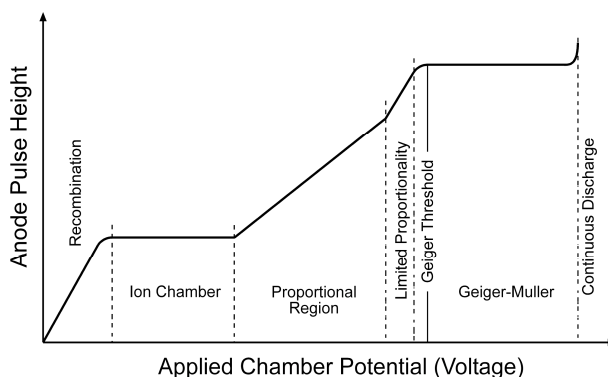 Anode Pulse Height
Recombination
Ion Chamber
Proportional
Region
Limited Proportionality
Geiger Threshold
Geiger-Muller
Continuous Discharge
Applied Chamber Potential (Voltage)